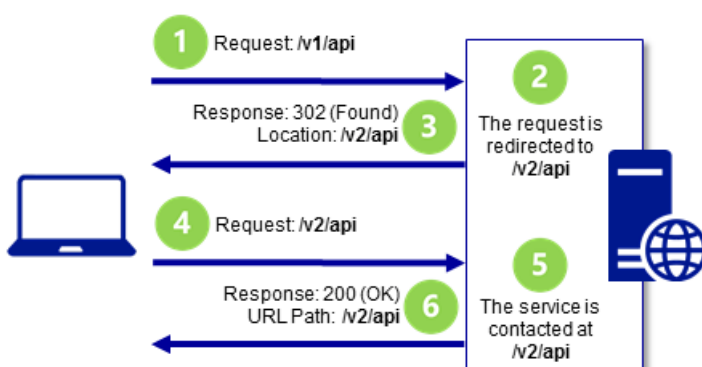 1
Request: /v1/api
2
The request is
redirected to
/v2/api
Response: 302 (Found)
Location: /v2/api
3
4
Request: /v2/api
5
The service is
contacted at
/v2/api
Response: 200 (OK)
URL Path: /v2/api
6